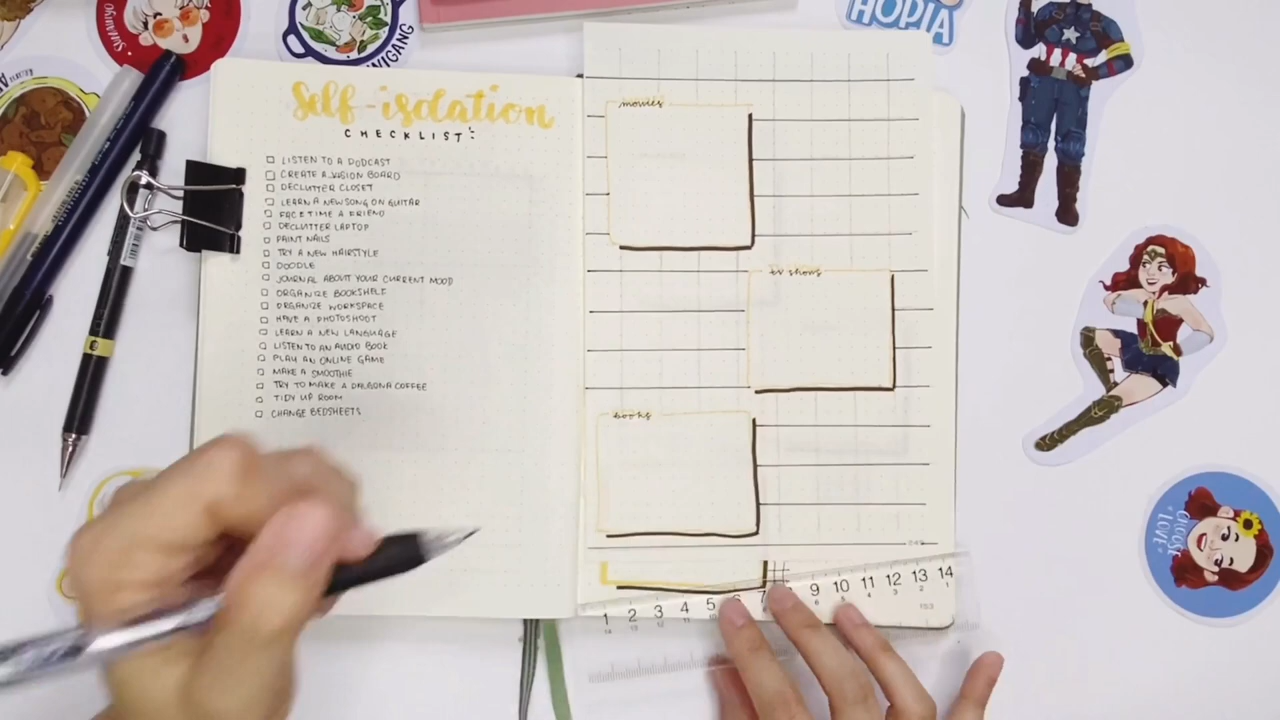 Self-isolation
CHECKLIST
LISTEN TO A PODCAST
CREATE A VISION BOARD
DECLUTTER CLOSET
LEARN A NEW SONG ON GUITAR
FACETIME A FRIEND
DECLUTTER LAPTOP
PAINT NAILS
TRY A NEW HAIRSTYLE
DOODLE
JOURNAL ABOUT YOUR CURRENT MOOD
ORGANIZE BOOKSHELF
ORGANIZE WORKSPACE
HAVE A PHOTOSHOOT
LEARN A NEW LANGUAGE
LISTEN TO AN AUDIO BOOK
PLAY AN ONLINE GAME
MAKE A SMOOTHIE
TRY TO MAKE A DALGONA COFFEE
TIDY UP ROOM
CHANGE BEDSHEETS
movies
tv shows
books
1 2 3 4 5 6 7 9 10 11 12 13 14
153
HOPIA
CHOOSE
LOVE